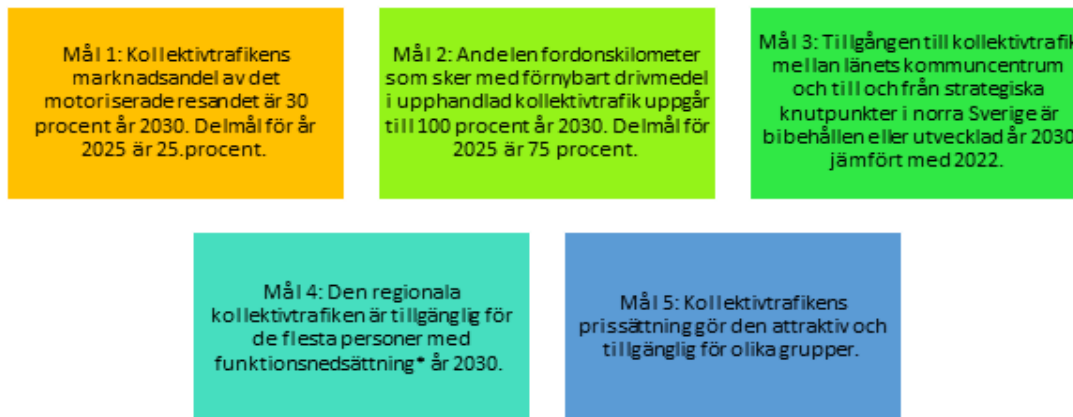 Mål 1: Kollektivtrafikens
marknadsandel av det
motoriserade resandet är 30
procent år 2030. Delmål för år
2025 är 25.procent.
Mål 2: Andelen fordonskilometer
som sker med förnybart drivmedel
i upphandlad kollektivtrafik uppgår
till 100 procent år 2030. Delmål för
2025 är 75 procent.
Mål 3: Tillgången till kollektivtrafik
mellan länets kommuncentrum
och till och från strategiska
knutpunkter i norra Sverige är
bibehållen eller utvecklad år 2030
jämfört med 2022.
Mål 4: Den regionala
kollektivtrafiken är tillgänglig för
de flesta personer med
funktionsnedsättning* år 2030.
Mål 5: Kollektivtrafikens
prissättning gör den attraktiv och
tillgänglig för olika grupper.